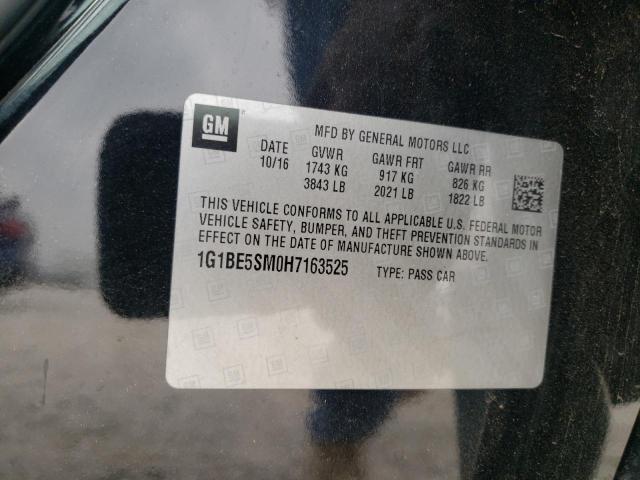 GM
MFD BY GENERAL MOTORS LLC
DATE GVWR GAWR FRT GAWR RR
10/16 1743 KG 917 KG 826 KG
3843 LB 2021 LB 1822 LB
THIS VEHICLE CONFORMS TO ALL APPLICABLE U.S. FEDERAL MOTOR
VEHICLE SAFETY, BUMPER, AND THEFT PREVENTION STANDARDS IN
EFFECT ON THE DATE OF MANUFACTURE SHOWN ABOVE.
1G1BE5SM0H7163525 TYPE: PASS CAR